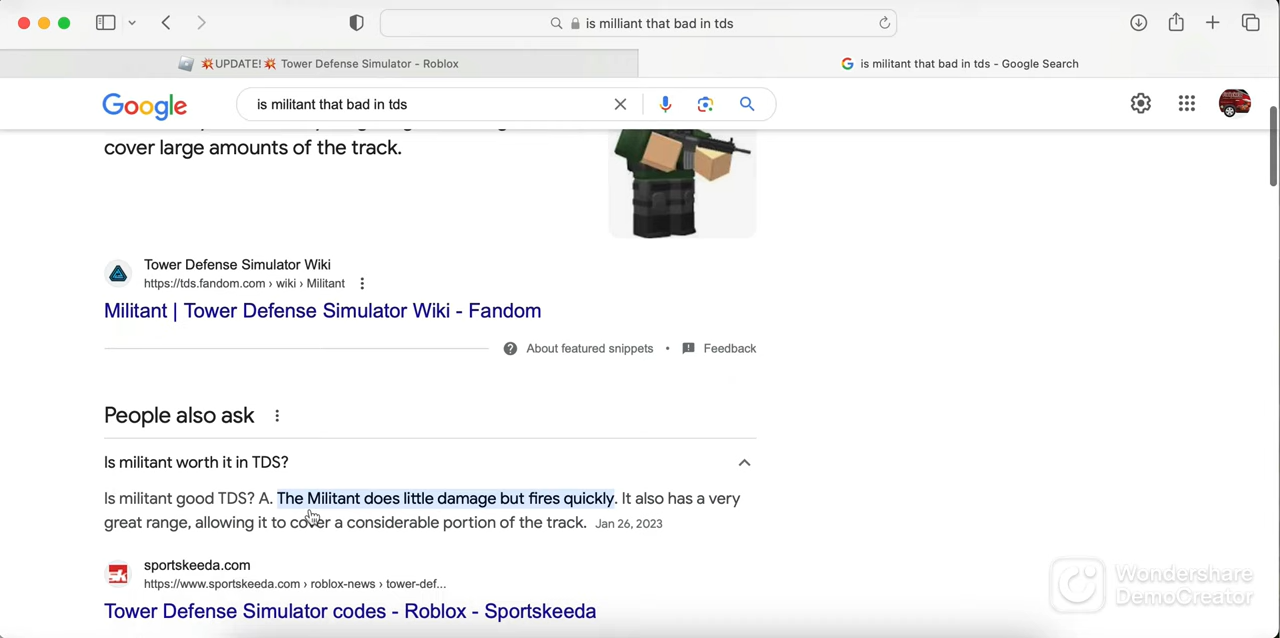 is milliant that bad in tds
💥UPDATE!💥 Tower Defense Simulator - Roblox
is militant that bad in tds - Google Search
Google
is militant that bad in tds
cover large amounts of the track.
Tower Defense Simulator Wiki
https://tds.fandom.com › wiki › Militant
Militant | Tower Defense Simulator Wiki - Fandom
About featured snippets • Feedback
People also ask
Is militant worth it in TDS?
Is militant good TDS? A. The Militant does little damage but fires quickly. It also has a very
great range, allowing it to cover a considerable portion of the track. Jan 26, 2023
sportskeeda.com
https://www.sportskeeda.com › roblox-news › tower-def...
Tower Defense Simulator codes - Roblox - Sportskeeda
Wondershare
DemoCreator